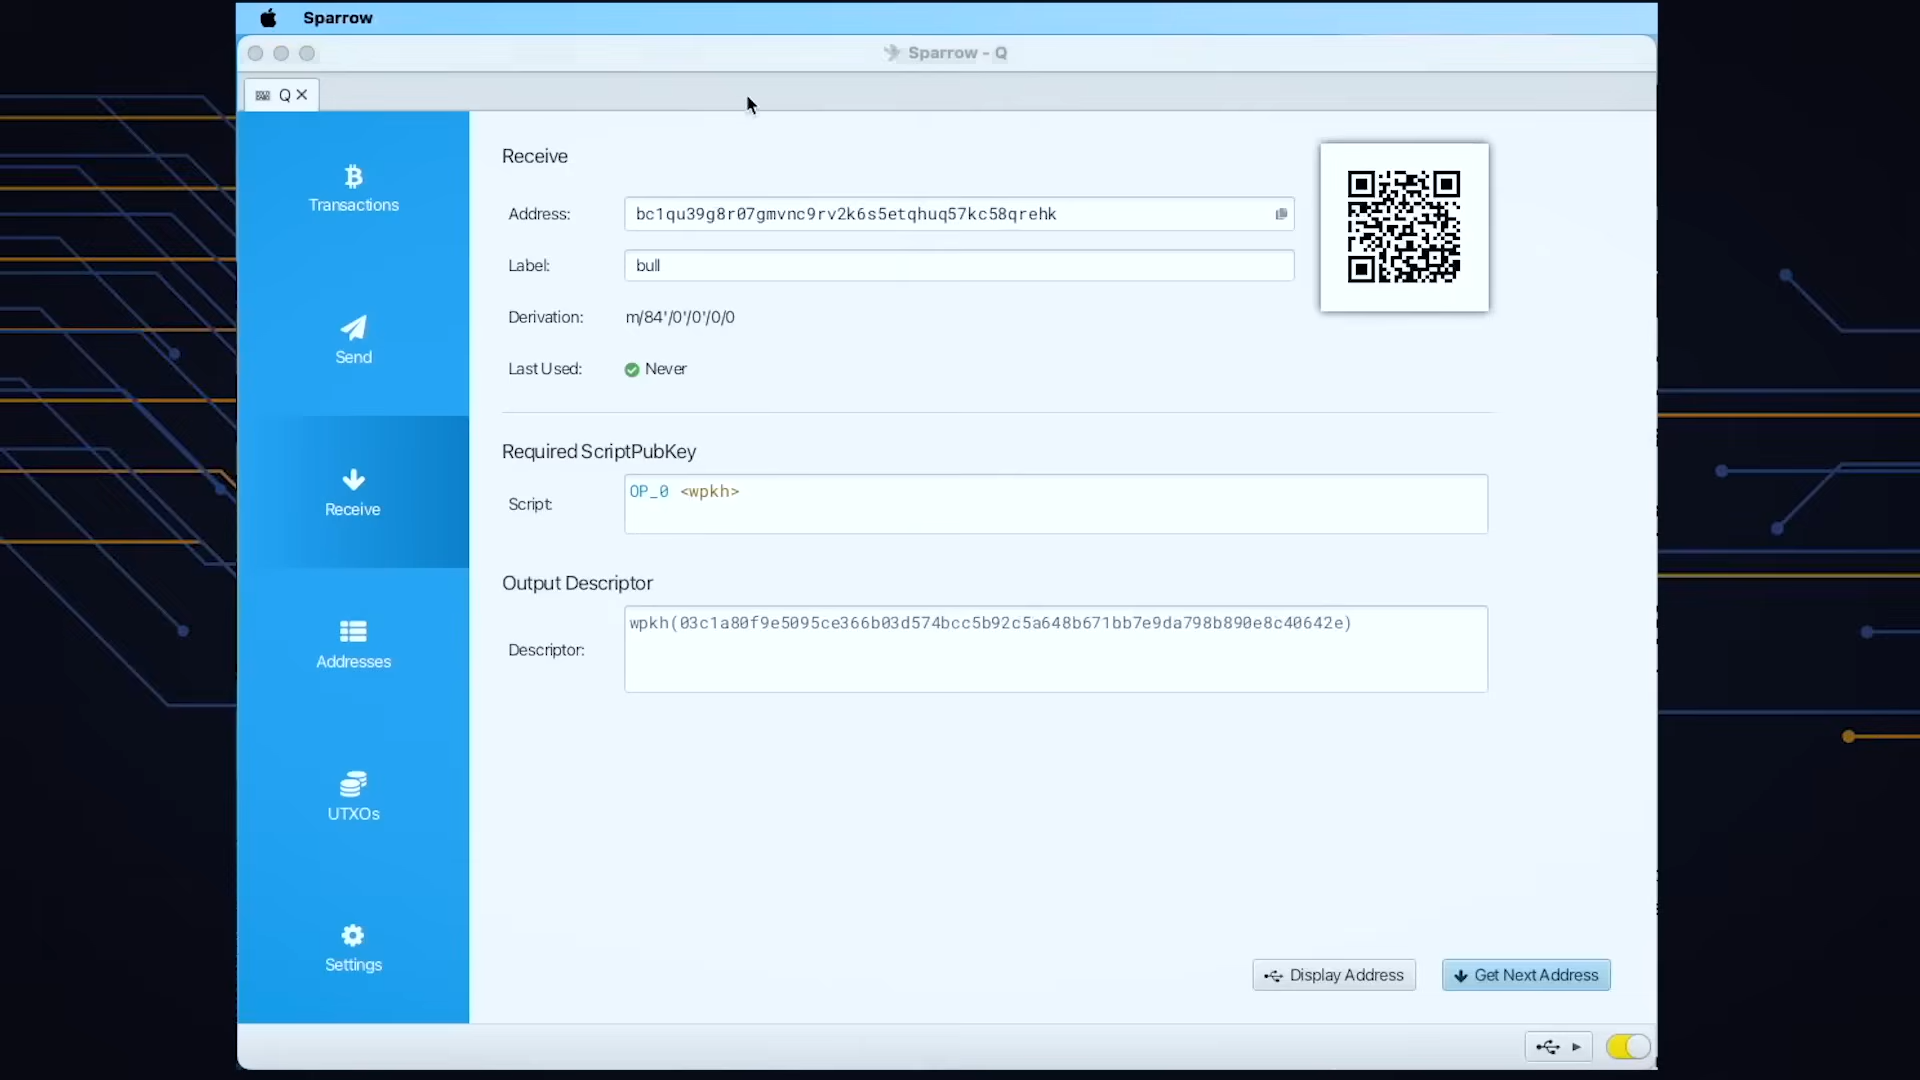 Sparrow
Sparrow - Q
Q
Transactions
Send
Receive
Addresses
UTXOs
Settings
Receive
Address: bc1qu39g8r07gmvnc9rv2k6s5etqhuq57kc58qrehk
Label: bull
Derivation: m/84'/0'/0'/0/0
Last Used: Never
Required ScriptPubKey
Script: OP_0 <wpkh>
Output Descriptor
Descriptor: wpkh(03c1a80f9e5095ce366b03d574bcc5b92c5a648b671bb7e9da798b890e8c40642e)
Display Address
Get Next Address